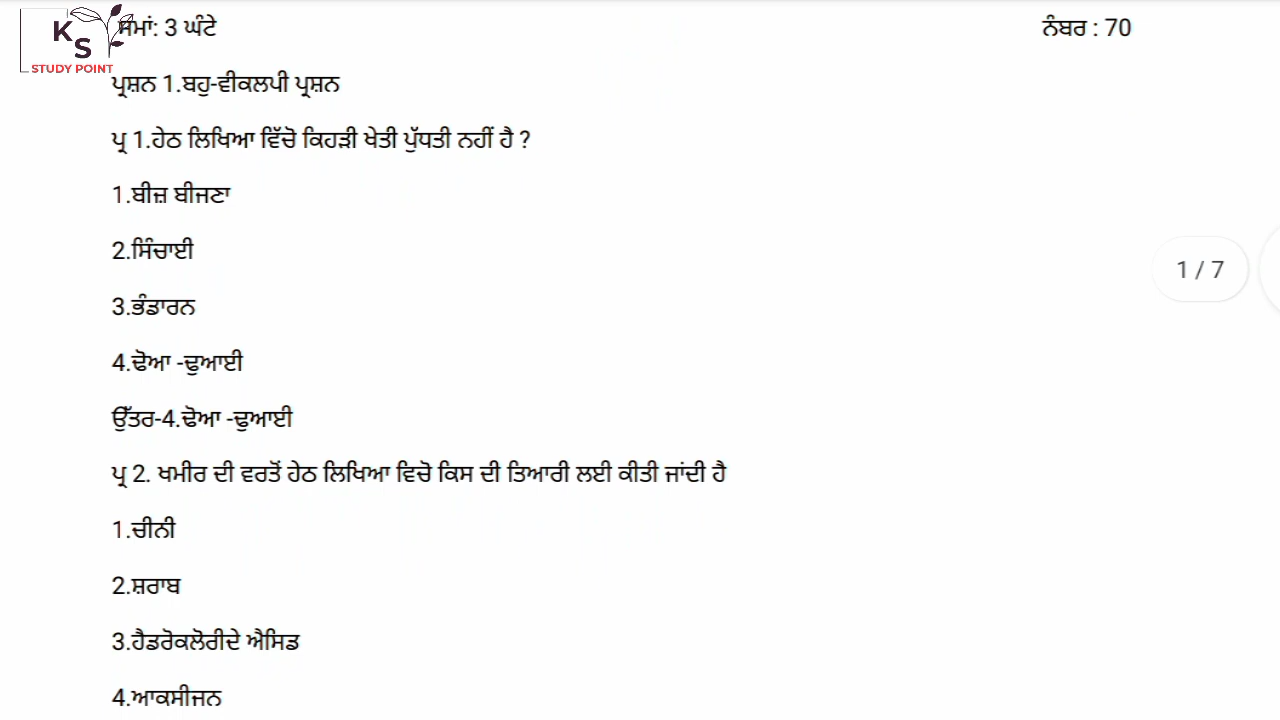 K
S
STUDY POINT
ਸਮਾਂ: 3 ਘੰਟੇ ਨੰਬਰ : 70
ਪ੍ਰਸ਼ਨ 1.ਬਹੁ-ਵੀਕਲਪੀ ਪ੍ਰਸ਼ਨ
ਪ੍ਰ 1.ਹੇਠ ਲਿਖਿਆ ਵਿੱਚੋ ਕਿਹੜੀ ਖੇਤੀ ਪੁੱਧਤੀ ਨਹੀਂ ਹੈ ?
1.ਬੀਜ਼ ਬੀਜਣਾ
2.ਸਿੰਚਾਈ
1 / 7
3.ਭੰਡਾਰਨ
4.ਢੋਆ -ਢੁਆਈ
ਉੱਤਰ-4.ਢੋਆ -ਢੁਆਈ
ਪ੍ਰ 2. ਖਮੀਰ ਦੀ ਵਰਤੋਂ ਹੇਠ ਲਿਖਿਆ ਵਿਚੋ ਕਿਸ ਦੀ ਤਿਆਰੀ ਲਈ ਕੀਤੀ ਜਾਂਦੀ ਹੈ
1.ਚੀਨੀ
2.ਸ਼ਰਾਬ
3.ਹੈਡਰੋਕਲੋਰੀਦੇ ਐਸਿਡ
4.ਆਕਸੀਜਨ